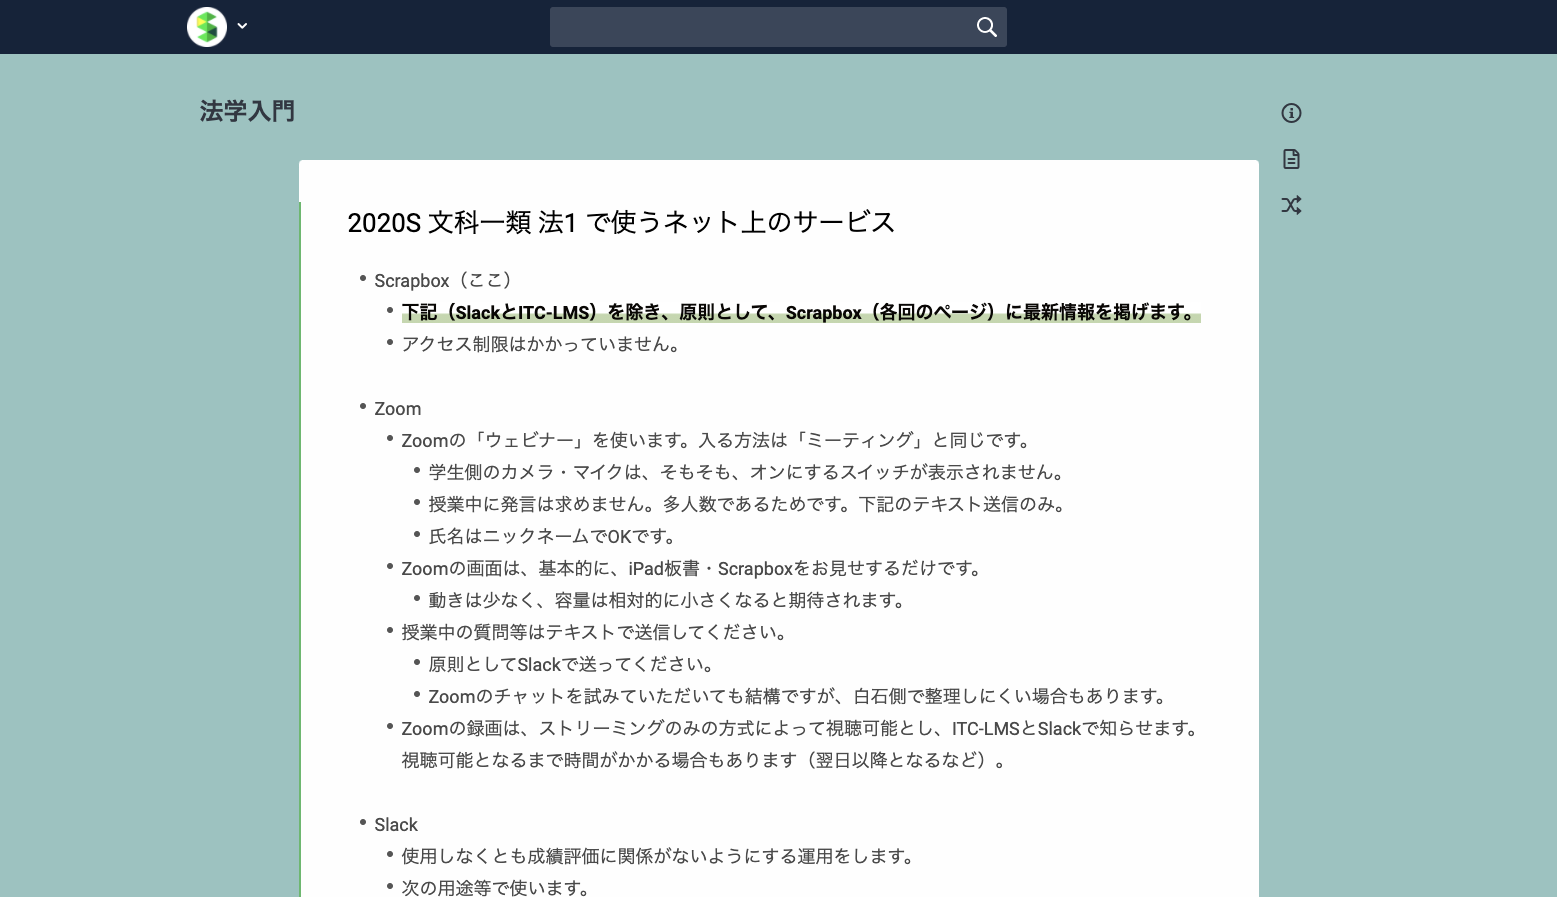 法学入門
2020S 文科一類 法1 で使うネット上のサービス
• Scrapbox（ここ）
• 下記（SlackとITC-LMS）を除き、原則として、Scrapbox（各回のページ）に最新情報を掲げます。
• アクセス制限はかかっていません。
• Zoom
• Zoomの「ウェビナー」を使います。入る方法は「ミーティング」と同じです。
• 学生側のカメラ・マイクは、そもそも、オンにするスイッチが表示されません。
• 授業中に発言は求めません。多人数であるためです。下記のテキスト送信のみ。
• 氏名はニックネームでOKです。
• Zoomの画面は、基本的に、iPad板書・Scrapboxをお見せするだけです。
• 動きは少なく、容量は相対的に小さくなると期待されます。
• 授業中の質問等はテキストで送信してください。
• 原則としてSlackで送ってください。
• Zoomのチャットを試みていただいても結構ですが、白石側で整理しにくい場合もあります。
• Zoomの録画は、ストリーミングのみの方式によって視聴可能とし、ITC-LMSとSlackで知らせます。
視聴可能となるまで時間がかかる場合もあります（翌日以降となるなど）。
• Slack
• 使用しなくとも成績評価に関係がないようにする運用をします。
• 次の用途等で使います。